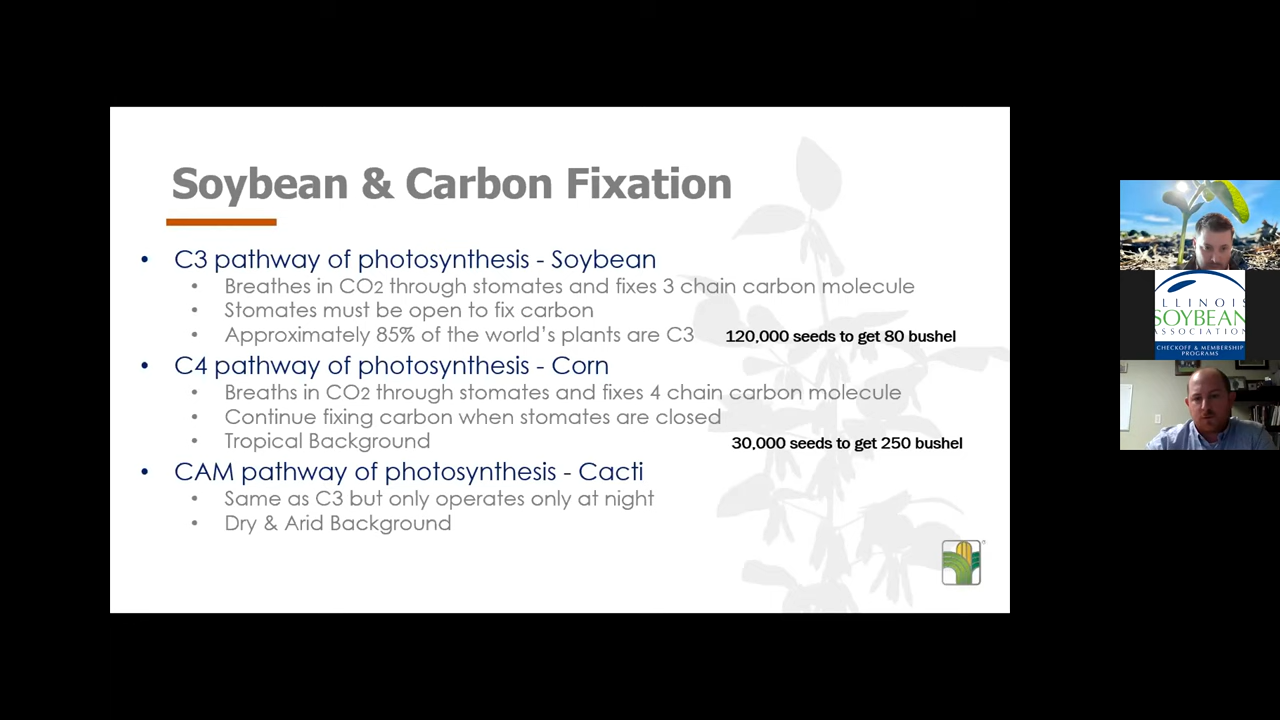 Soybean & Carbon Fixation
• C3 pathway of photosynthesis - Soybean
• Breathes in CO2 through stomates and fixes 3 chain carbon molecule
• Stomates must be open to fix carbon
• Approximately 85% of the world's plants are C3
120,000 seeds to get 80 bushel
• C4 pathway of photosynthesis - Corn
• Breaths in CO2 through stomates and fixes 4 chain carbon molecule
• Continue fixing carbon when stomates are closed
• Tropical Background
30,000 seeds to get 250 bushel
• CAM pathway of photosynthesis - Cacti
• Same as C3 but only operates only at night
• Dry & Arid Background
ILLINOIS
SOYBEAN
ASSOCIATION
CHECKOFF & MEMBERSHIP
PROGRAMS